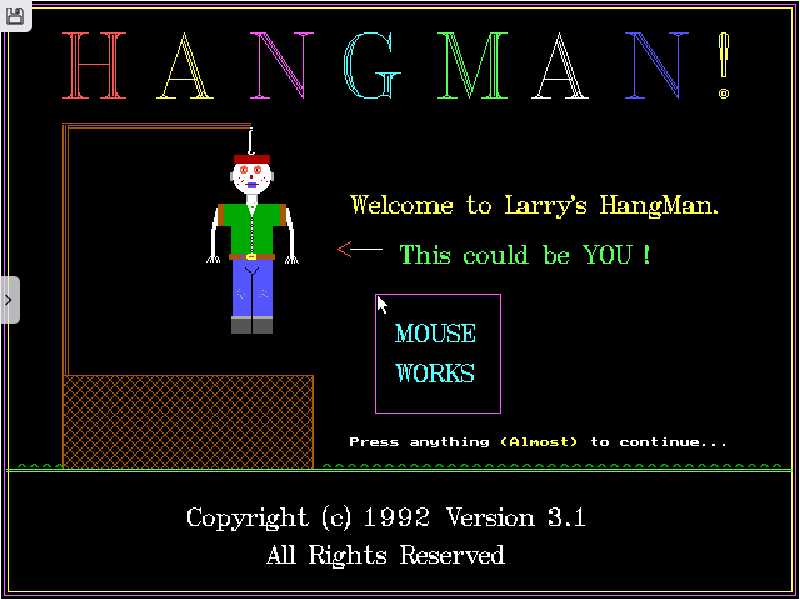 HANGMAN!
Welcome to Larry's HangMan.
This could be YOU !
MOUSE
WORKS
Press anything (Almost) to continue...
Copyright (c) 1992 Version 3.1
All Rights Reserved